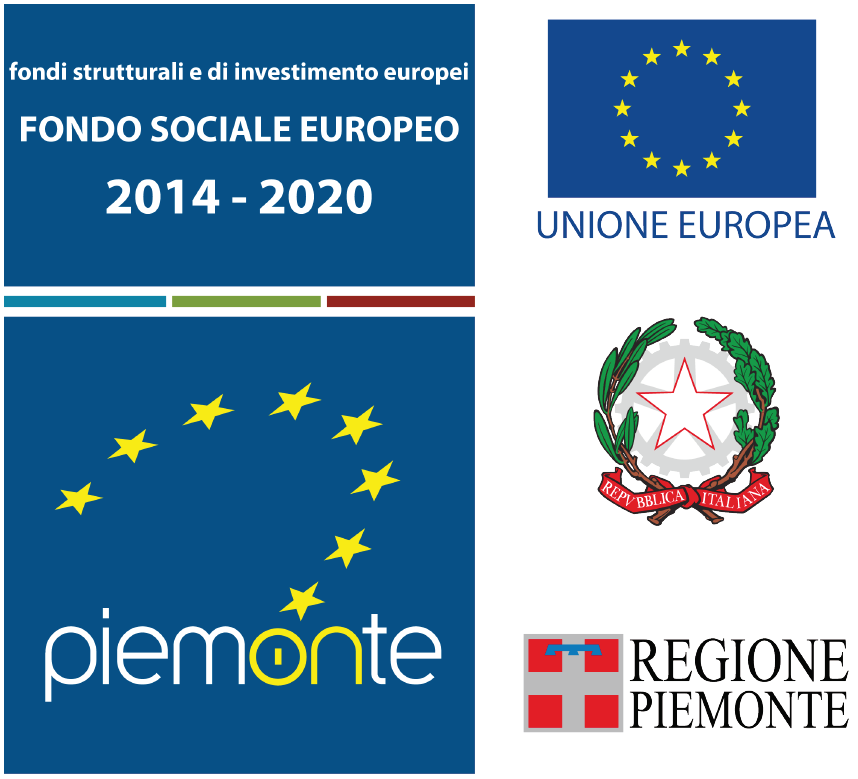 fondi strutturali e di investimento europei
FONDO SOCIALE EUROPEO
2014 - 2020
piemonte
UNIONE EUROPEA
REPVBBLICA ITALIANA
REGIONE
PIEMONTE